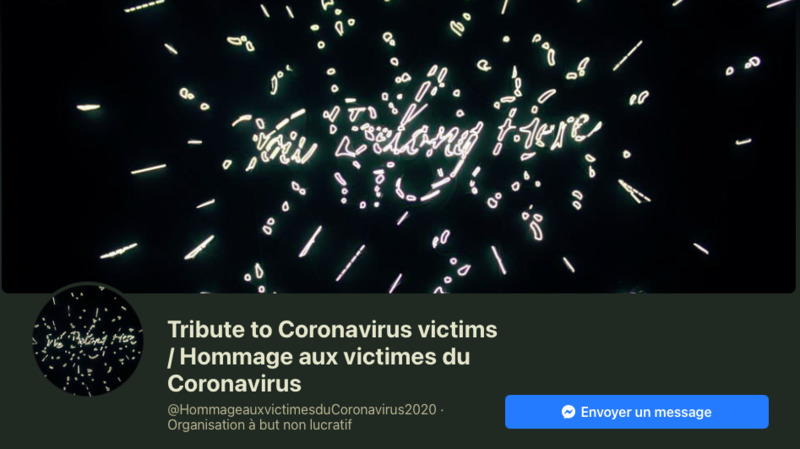 You Belong Here
You Belong Here
Tribute to Coronavirus victims
/ Hommage aux victimes du
Coronavirus
@HommageauxvictimesduCoronavirus2020 ·
Organisation à but non lucratif
Envoyer un message